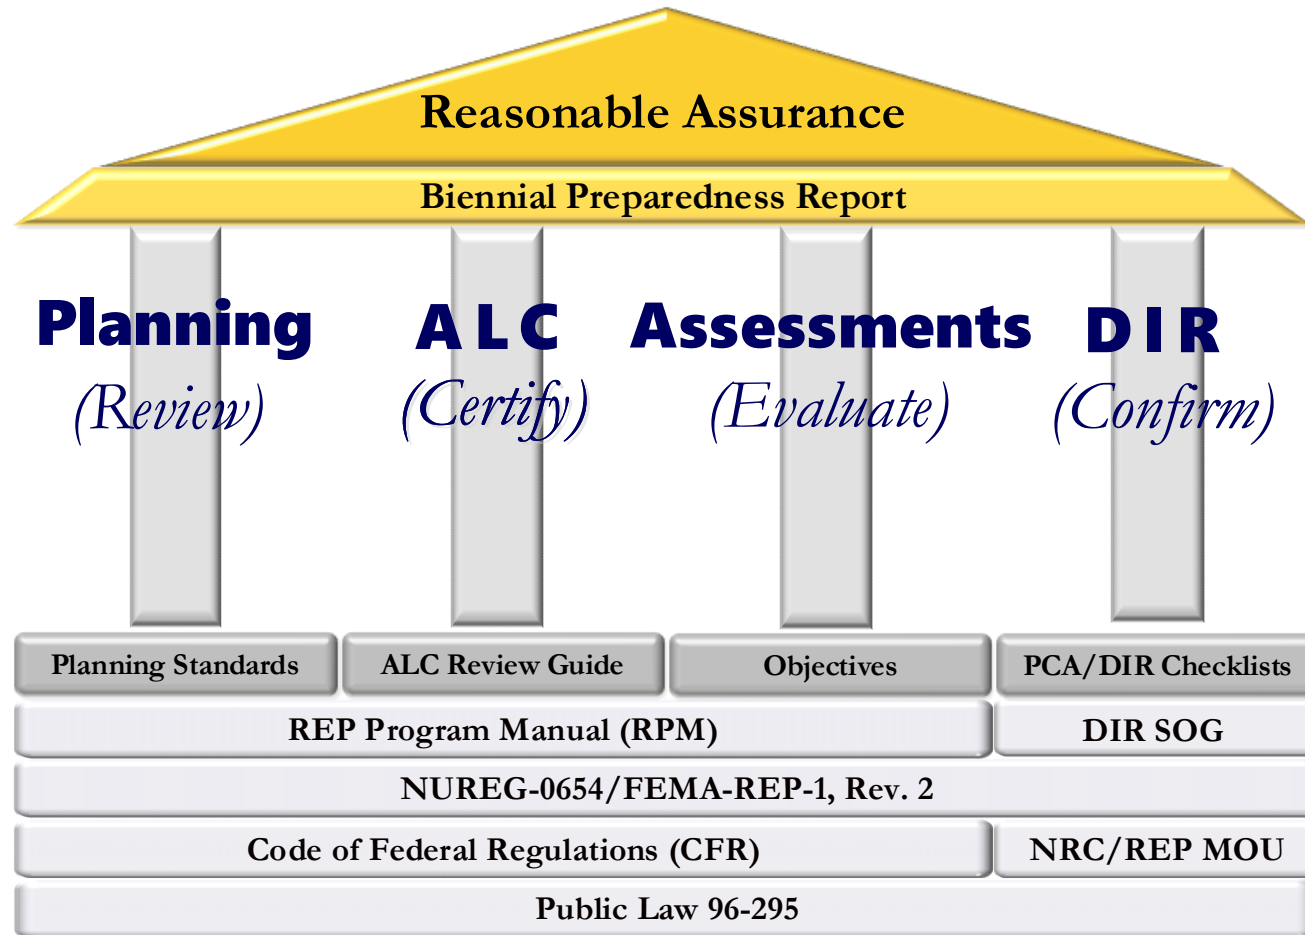 Reasonable Assurance
Biennial Preparedness Report
Planning
(Review)
ALC
(Certify)
Assessments
(Evaluate)
DIR
(Confirm)
Planning Standards
ALC Review Guide
Objectives
PCA/DIR Checklists
REP Program Manual (RPM)
DIR SOG
NUREG-0654/FEMA-REP-1, Rev. 2
Code of Federal Regulations (CFR)
NRC/REP MOU
Public Law 96-295